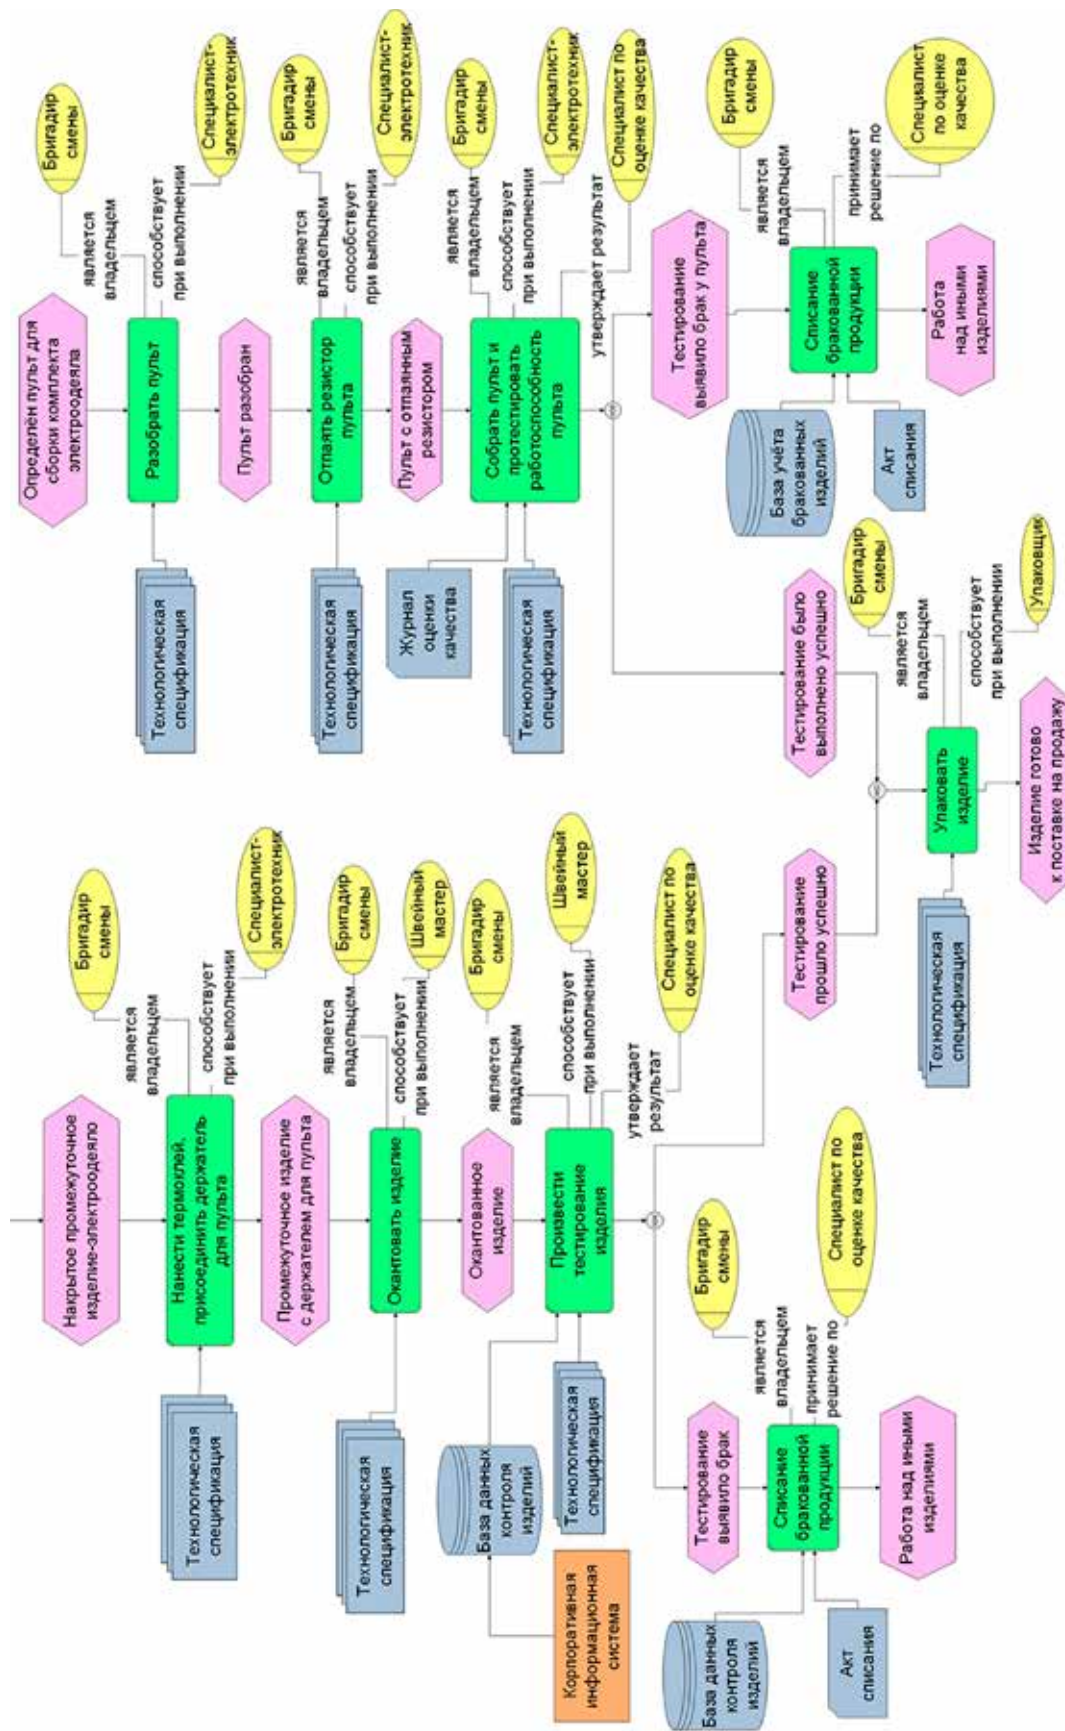 Накрытое промежуточное
изделие-электроодеяло
Бригадир
смены
является
владельцем
Нанести термоклей,
присоединить держатель
для пульта
способствует
при выполнении
Специалист-
электротехник
Технологическая
спецификация
Промежуточное изделие
с держателем для пульта
Бригадир
смены
является
владельцем
Окантовать изделие
способствует
при выполнении
Швейный
мастер
Технологическая
спецификация
Окантованное
изделие
Бригадир
смены
является
владельцем
Произвести
тестирование
изделия
способствует
при выполнении
Швейный
мастер
утверждает
результат
Специалист по
оценке качества
База данных
контроля
изделий
Технологическая
спецификация
Корпоративная
информационная
система
Тестирование
выявило брак
Бригадир
смены
является
владельцем
Списание
бракованной
продукции
принимает
решение по
Специалист по
оценке качества
База данных
контроля
изделий
Акт
списания
Работа над иными
изделиями
Тестирование
прошло успешно
Определён пульт для
сборки комплекта
электроодеяла
Бригадир
смены
является
владельцем
Разобрать пульт
способствует
при выполнении
Специалист-
электротехник
Технологическая
спецификация
Пульт разобран
Бригадир
смены
является
владельцем
Отпаять резистор
пульта
способствует
при выполнении
Специалист-
электротехник
Технологическая
спецификация
Пульт с отпаянным
резистором
Бригадир
смены
является
владельцем
Собрать пульт и
протестировать
работоспособность
пульта
способствует
при выполнении
Специалист-
электротехник
утверждает результат
Специалист по
оценке качества
Журнал
оценки
качества
Технологическая
спецификация
Тестирование
выявило брак у пульта
Бригадир
смены
является
владельцем
Списание
бракованной
продукции
принимает
решение по
Специалист
по оценке
качества
База учёта
бракованных
изделий
Акт
списания
Работа
над иными
изделиями
Тестирование было
выполнено успешно
Бригадир
смены
является
владельцем
Упаковать
изделие
способствует
при выполнении
Упаковщик
Технологическая
спецификация
Изделие готово
к поставке на продажу